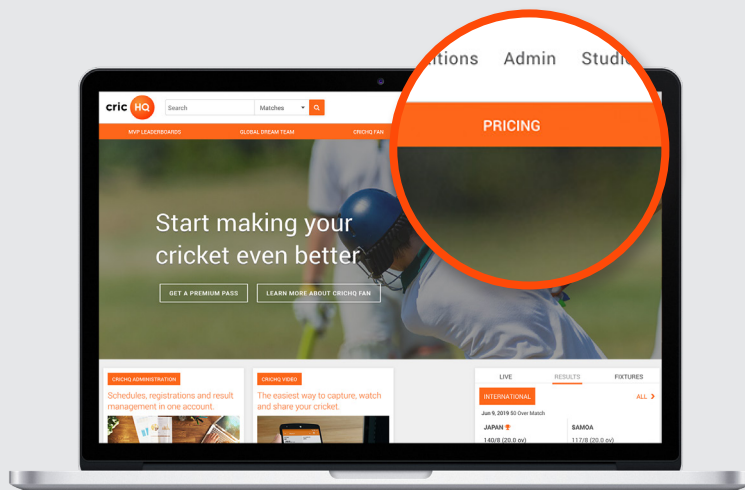 itions Admin Studio
PRICING
cric HQ
Search Matches
MVP LEADERBOARDS GLOBAL DREAM TEAM CRICHQ FAN
Start making your
cricket even better
GET A PREMIUM PASS LEARN MORE ABOUT CRICHQ FAN
CRICHQ ADMINISTRATION
Schedules, registrations and result
management in one account.
CRICHQ VIDEO
The easiest way to capture, watch
and share your cricket.
LIVE RESULTS FIXTURES
INTERNATIONAL ALL
Jun 9, 2019 50 Over Match
JAPAN SAMOA
140/8 (20.0 ov) 117/8 (20.0 ov)